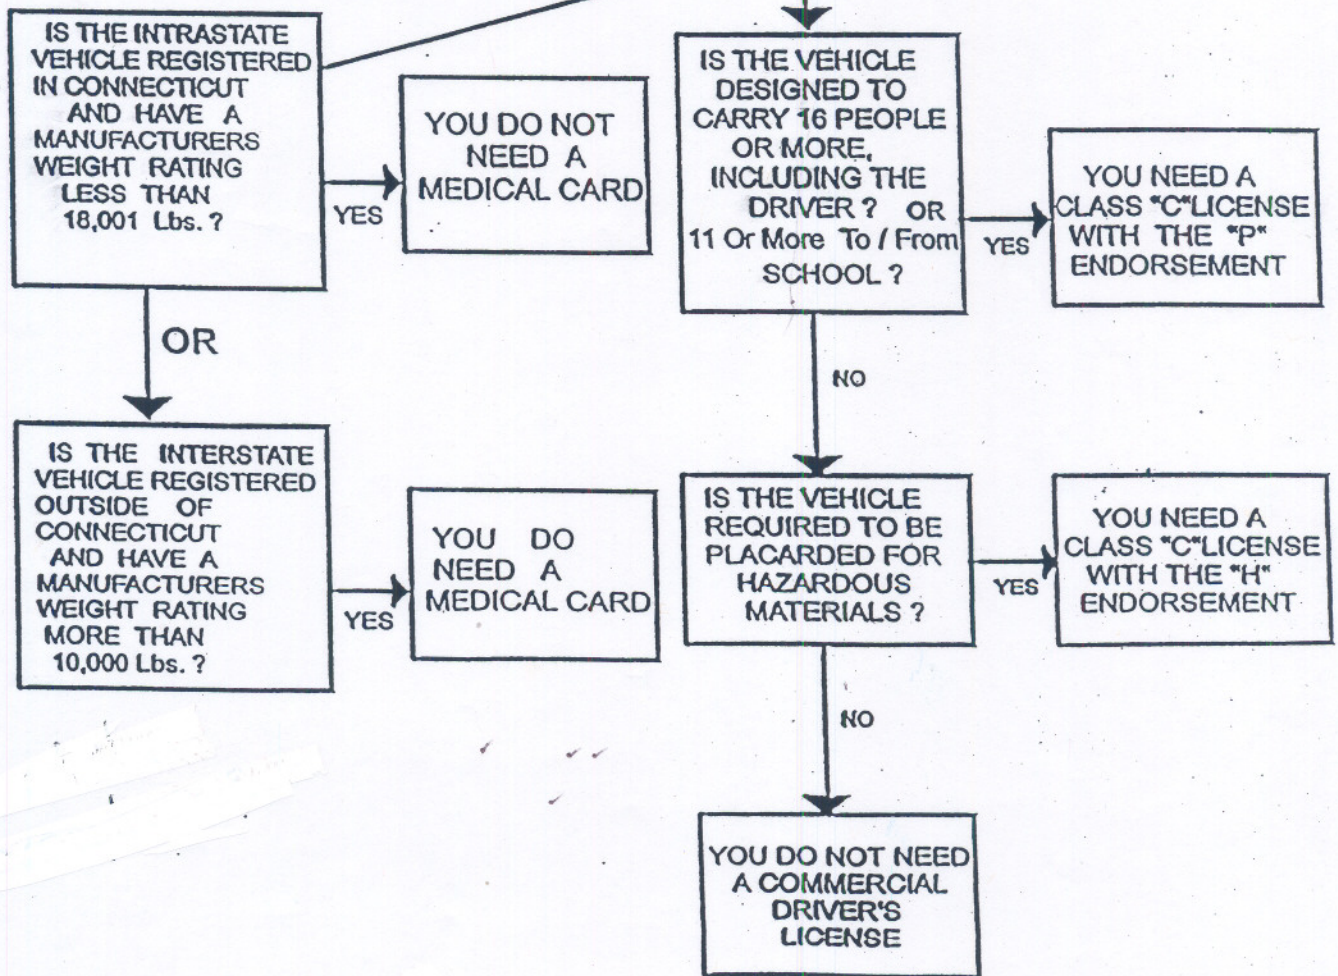 IS THE INTRASTATE
VEHICLE REGISTERED
IN CONNECTICUT
AND HAVE A
MANUFACTURERS
WEIGHT RATING
LESS THAN
18,001 Lbs. ?
YES
YOU DO NOT
NEED A
MEDICAL CARD
OR
IS THE INTERSTATE
VEHICLE REGISTERED
OUTSIDE OF
CONNECTICUT
AND HAVE A
MANUFACTURERS
WEIGHT RATING
MORE THAN
10,000 Lbs. ?
YES
YOU DO
NEED A
MEDICAL CARD
IS THE VEHICLE
DESIGNED TO
CARRY 16 PEOPLE
OR MORE,
INCLUDING THE
DRIVER ? OR
11 Or More To / From
SCHOOL ?
YES
YOU NEED A
CLASS "C"LICENSE
WITH THE "P"
ENDORSEMENT
NO
IS THE VEHICLE
REQUIRED TO BE
PLACARDED FOR
HAZARDOUS
MATERIALS ?
YES
YOU NEED A
CLASS "C"LICENSE
WITH THE "H"
ENDORSEMENT
NO
YOU DO NOT NEED
A COMMERCIAL
DRIVER'S
LICENSE